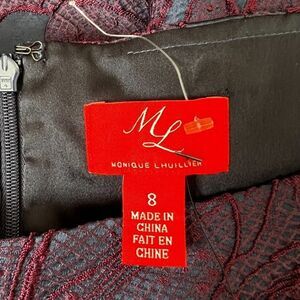 ML
MONIQUE LHUILLIER
8
MADE IN
CHINA
FAIT EN
CHINE